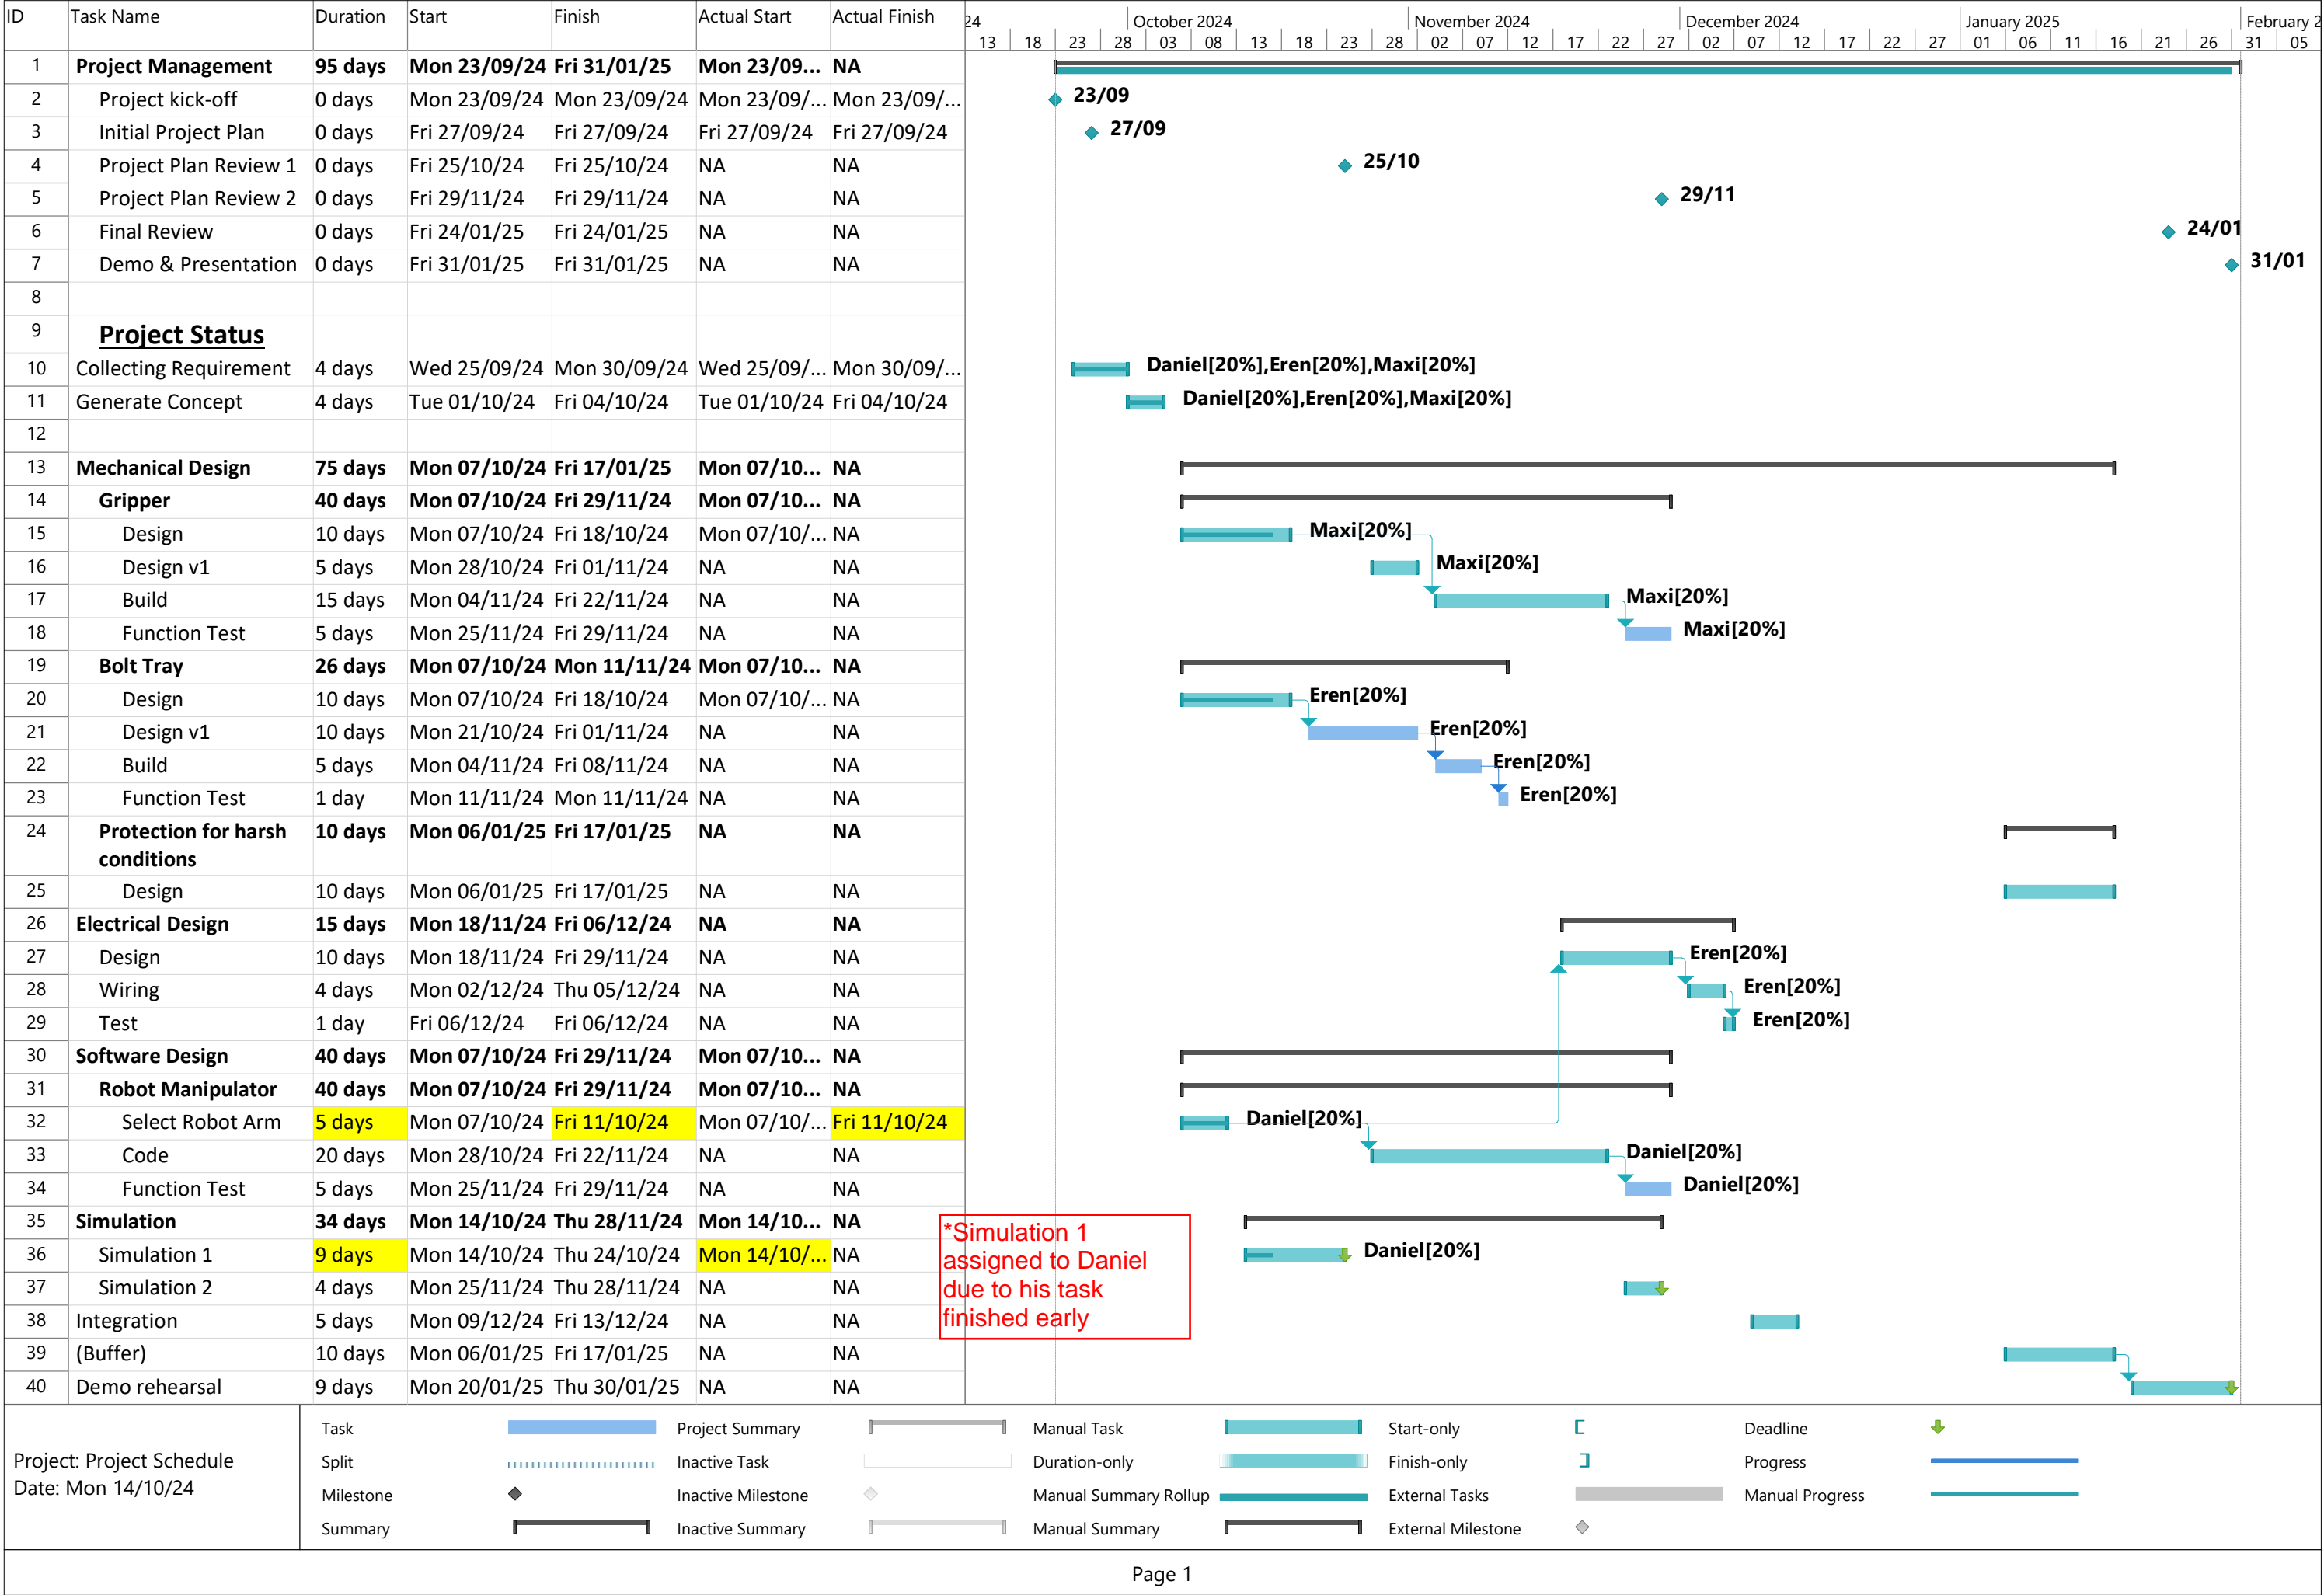 ID Task Name Duration Start Finish Actual Start Actual Finish
24 October 2024 November 2024 December 2024 January 2025 February 2
13 18 23 28 03 08 13 18 23 28 02 07 12 17 22 27 02 07 12 17 22 27 01 06 11 16 21 26 31 05
1 Project Management 95 days Mon 23/09/24 Fri 31/01/25 Mon 23/09... NA
2 Project kick-off 0 days Mon 23/09/24 Mon 23/09/24 Mon 23/09/... Mon 23/09/... 23/09
3 Initial Project Plan 0 days Fri 27/09/24 Fri 27/09/24 Fri 27/09/24 Fri 27/09/24 27/09
4 Project Plan Review 1 0 days Fri 25/10/24 Fri 25/10/24 NA NA 25/10
5 Project Plan Review 2 0 days Fri 29/11/24 Fri 29/11/24 NA NA 29/11
6 Final Review 0 days Fri 24/01/25 Fri 24/01/25 NA NA 24/01
7 Demo & Presentation 0 days Fri 31/01/25 Fri 31/01/25 NA NA 31/01
8
9 Project Status
10 Collecting Requirement 4 days Wed 25/09/24 Mon 30/09/24 Wed 25/09/... Mon 30/09/... Daniel[20%],Eren[20%],Maxi[20%]
11 Generate Concept 4 days Tue 01/10/24 Fri 04/10/24 Tue 01/10/24 Fri 04/10/24 Daniel[20%],Eren[20%],Maxi[20%]
12
13 Mechanical Design 75 days Mon 07/10/24 Fri 17/01/25 Mon 07/10... NA
14 Gripper 40 days Mon 07/10/24 Fri 29/11/24 Mon 07/10... NA
15 Design 10 days Mon 07/10/24 Fri 18/10/24 Mon 07/10/... NA Maxi[20%]
16 Design v1 5 days Mon 28/10/24 Fri 01/11/24 NA NA Maxi[20%]
17 Build 15 days Mon 04/11/24 Fri 22/11/24 NA NA Maxi[20%]
18 Function Test 5 days Mon 25/11/24 Fri 29/11/24 NA NA Maxi[20%]
19 Bolt Tray 26 days Mon 07/10/24 Mon 11/11/24 Mon 07/10... NA
20 Design 10 days Mon 07/10/24 Fri 18/10/24 Mon 07/10/... NA Eren[20%]
21 Design v1 10 days Mon 21/10/24 Fri 01/11/24 NA NA Eren[20%]
22 Build 5 days Mon 04/11/24 Fri 08/11/24 NA NA Eren[20%]
23 Function Test 1 day Mon 11/11/24 Mon 11/11/24 NA NA Eren[20%]
24 Protection for harsh 10 days Mon 06/01/25 Fri 17/01/25 NA NA
conditions
25 Design 10 days Mon 06/01/25 Fri 17/01/25 NA NA
26 Electrical Design 15 days Mon 18/11/24 Fri 06/12/24 NA NA
27 Design 10 days Mon 18/11/24 Fri 29/11/24 NA NA Eren[20%]
28 Wiring 4 days Mon 02/12/24 Thu 05/12/24 NA NA Eren[20%]
29 Test 1 day Fri 06/12/24 Fri 06/12/24 NA NA Eren[20%]
30 Software Design 40 days Mon 07/10/24 Fri 29/11/24 Mon 07/10... NA
31 Robot Manipulator 40 days Mon 07/10/24 Fri 29/11/24 Mon 07/10... NA
32 Select Robot Arm 5 days Mon 07/10/24 Fri 11/10/24 Mon 07/10/... Fri 11/10/24 Daniel[20%]
33 Code 20 days Mon 28/10/24 Fri 22/11/24 NA NA Daniel[20%]
34 Function Test 5 days Mon 25/11/24 Fri 29/11/24 NA NA Daniel[20%]
35 Simulation 34 days Mon 14/10/24 Thu 28/11/24 Mon 14/10... NA
36 Simulation 1 9 days Mon 14/10/24 Thu 24/10/24 Mon 14/10/... NA Daniel[20%]
37 Simulation 2 4 days Mon 25/11/24 Thu 28/11/24 NA NA
38 Integration 5 days Mon 09/12/24 Fri 13/12/24 NA NA
39 (Buffer) 10 days Mon 06/01/25 Fri 17/01/25 NA NA
40 Demo rehearsal 9 days Mon 20/01/25 Thu 30/01/25 NA NA
*Simulation 1
assigned to Daniel
due to his task
finished early
Project: Project Schedule
Date: Mon 14/10/24
Task Project Summary Manual Task Start-only Deadline
Split Inactive Task Duration-only Finish-only Progress
Milestone Inactive Milestone Manual Summary Rollup External Tasks Manual Progress
Summary Inactive Summary Manual Summary External Milestone
Page 1